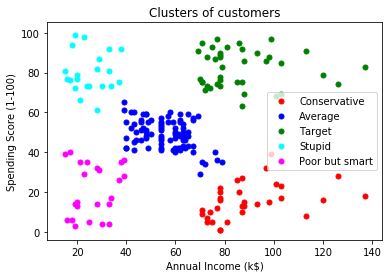 Clusters of customers
Spending Score (1-100)
100
80
60
40
20
0
Conservative
Average
Target
Stupid
Poor but smart
20 40 60 80 100 120 140
Annual Income (k$)